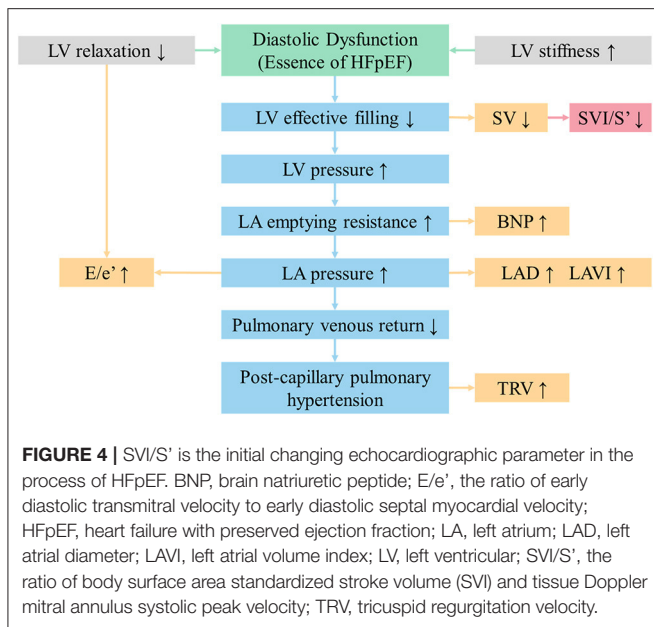 LV relaxation ↓
Diastolic Dysfunction
(Essence of HFpEF)
LV stiffness ↑
LV effective filling ↓
SV ↓
SVI/S’ ↓
LV pressure ↑
LA emptying resistance ↑
BNP ↑
E/e’ ↑
LA pressure ↑
LAD ↑ LAVI ↑
Pulmonary venous return ↓
Post-capillary pulmonary
hypertension
TRV ↑
FIGURE 4 | SVI/S’ is the initial changing echocardiographic parameter in the
process of HFpEF. BNP, brain natriuretic peptide; E/e’, the ratio of early
diastolic transmitral velocity to early diastolic septal myocardial velocity;
HFpEF, heart failure with preserved ejection fraction; LA, left atrium; LAD, left
atrial diameter; LAVI, left atrial volume index; LV, left ventricular; SVI/S’, the
ratio of body surface area standardized stroke volume (SVI) and tissue Doppler
mitral annulus systolic peak velocity; TRV, tricuspid regurgitation velocity.